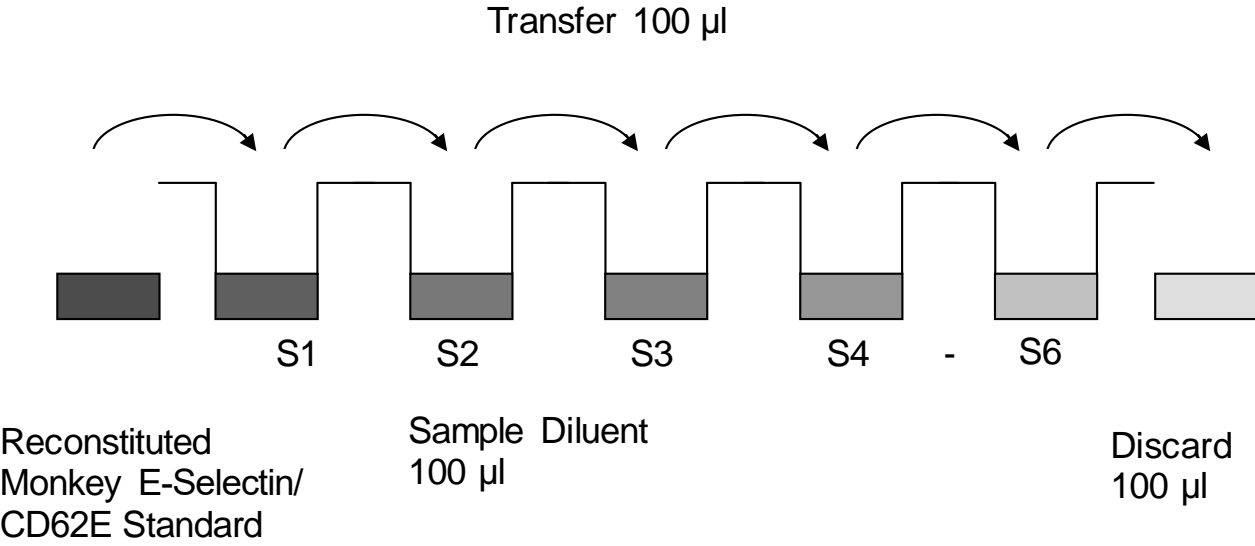 Transfer 100 µl
S1 S2 S3 S4 - S6
Reconstituted
Monkey E-Selectin/
CD62E Standard
Sample Diluent
100 µl
Discard
100 µl